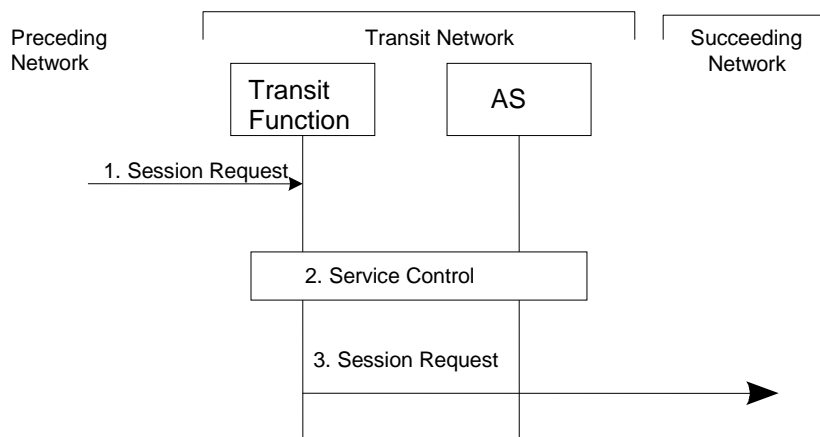 Preceding
Network
Transit Network
Succeeding
Network
Transit
Function
AS
1. Session Request
2. Service Control
3. Session Request